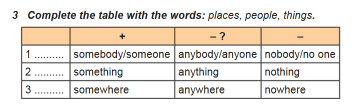 3 Complete the table with the words: places, people, things.
+ – ? –
1 .......... somebody/someone anybody/anyone nobody/no one
2 .......... something anything nothing
3 .......... somewhere anywhere nowhere